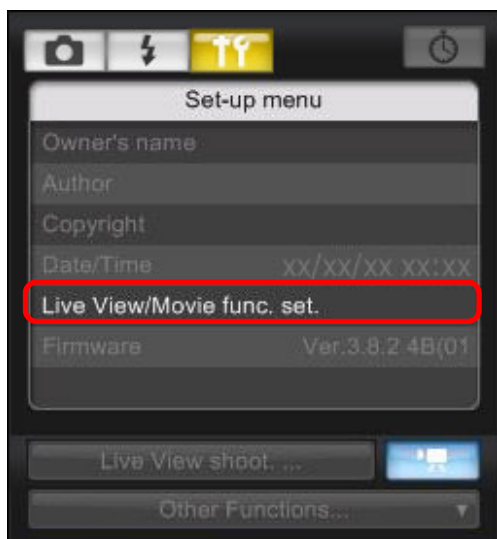 Set-up menu
Owner's name
Author
Copyright
Date/Time xx/xx/xx xx:xx
Live View/Movie func. set.
Firmware Ver.3.8.2 4B(01
Live View shoot. ...
Other Functions...